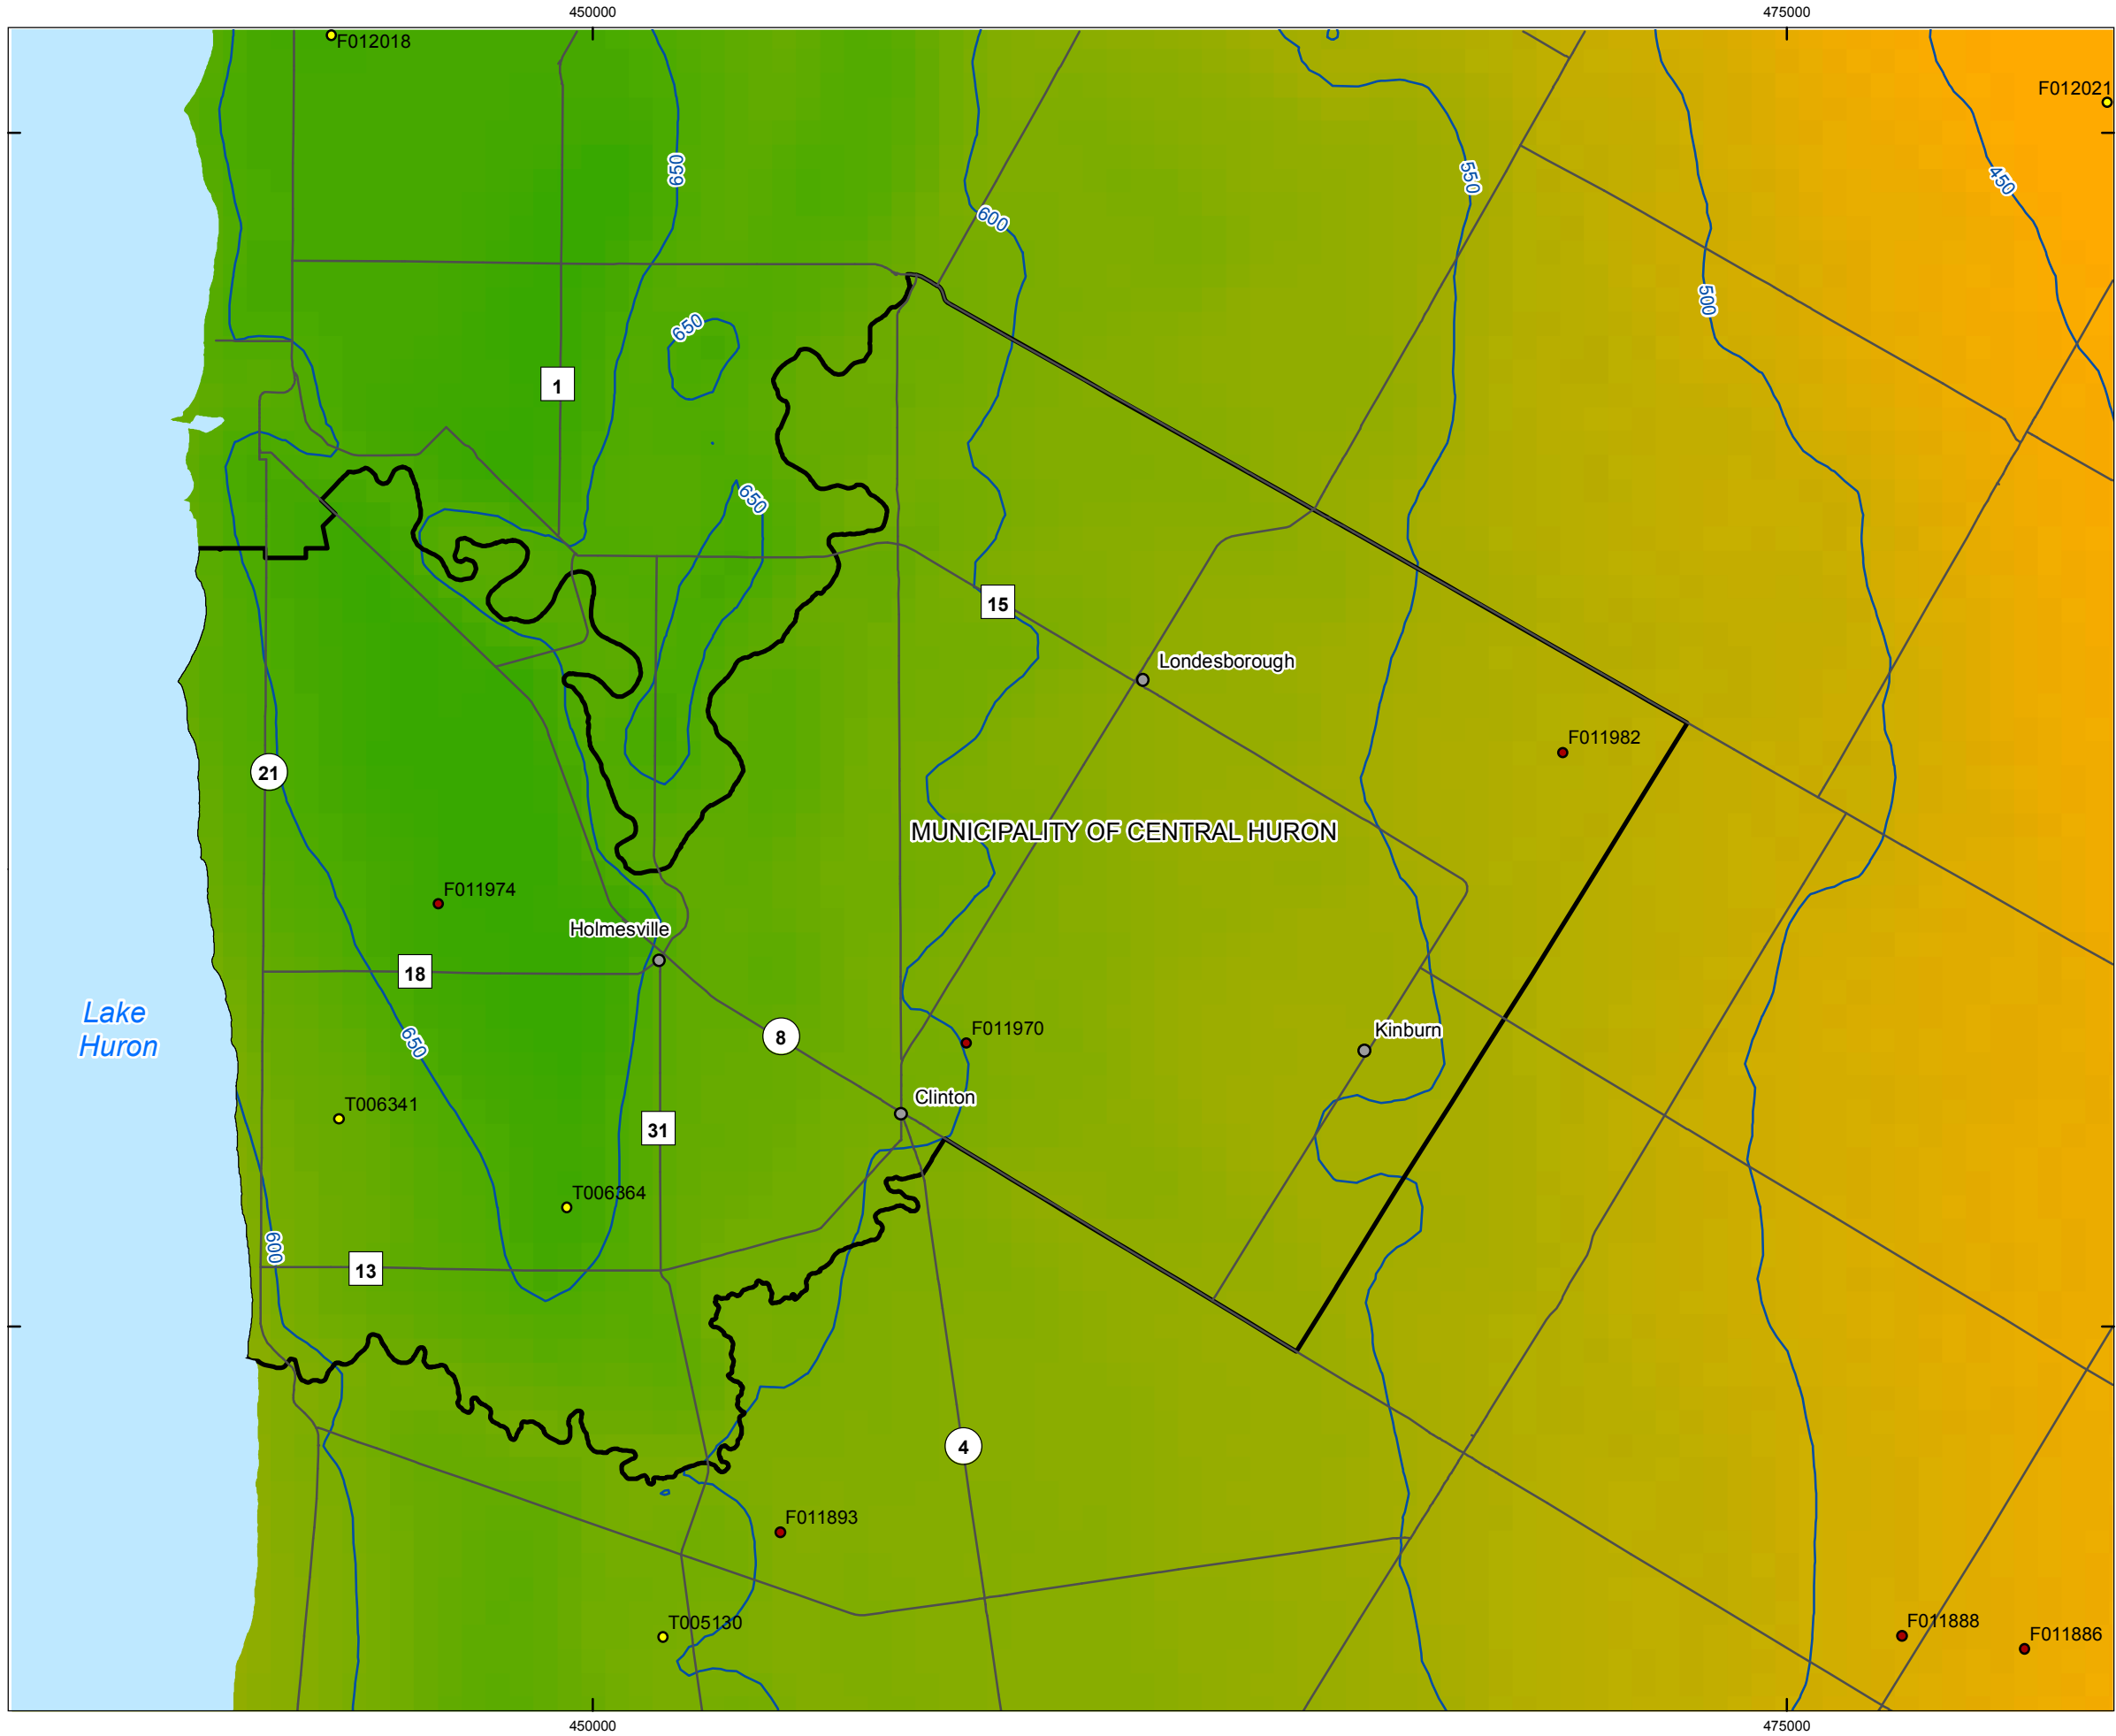 450000
475000
F012018
F012021
650
600
550
450
500
650
1
650
15
Londesborough
F011982
21
MUNICIPALITY OF CENTRAL HURON
F011974
Holmesville
18
Lake
Huron
650
8
F011970
Kinburn
Clinton
T006341
31
T006364
600
13
4
F011893
T005130
F011888
F011886
450000
475000